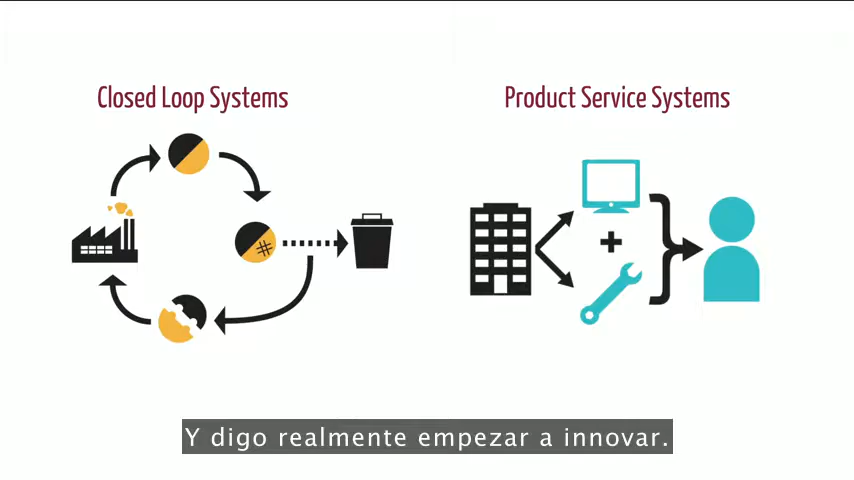 Closed Loop Systems
Product Service Systems
Y digo realmente empezar a innovar.